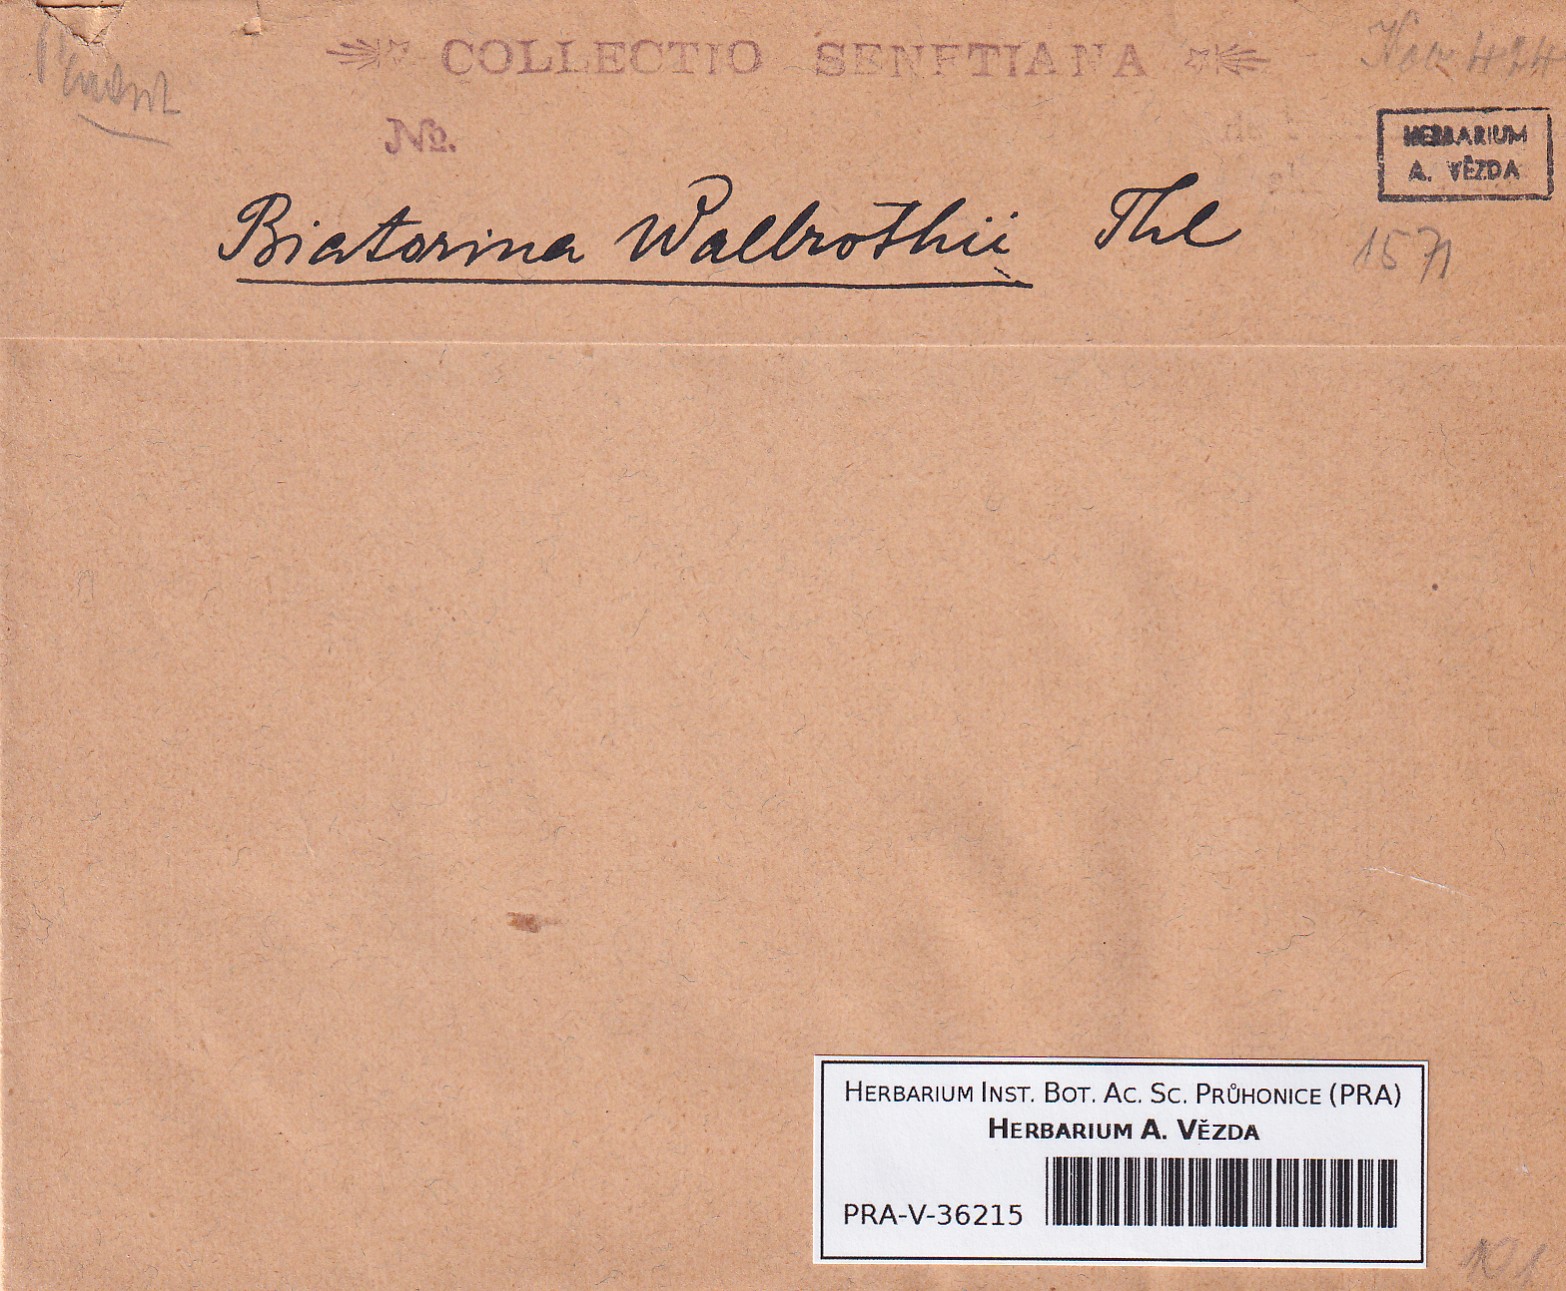 COLLECTIO SENFTIANA
No.
HERBARIUM
A. VĚZDA
Biatorina Wallrothii Thl
1571
HERBARIUM INST. BOT. AC. SC. PRŮHONICE (PRA)
HERBARIUM A. VĚZDA
PRA-V-36215